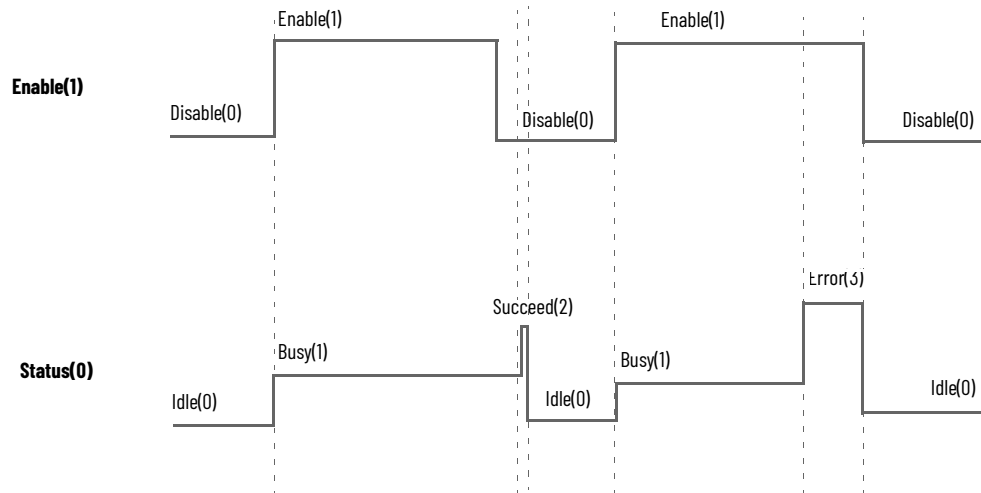 Enable(1)
Enable(1)
Enable(1)
Disable(0)
Disable(0)
Disable(0)
Error(3)
Succeed(2)
Busy(1)
Busy(1)
Status(0)
Idle(0)
Idle(0)
Idle(0)